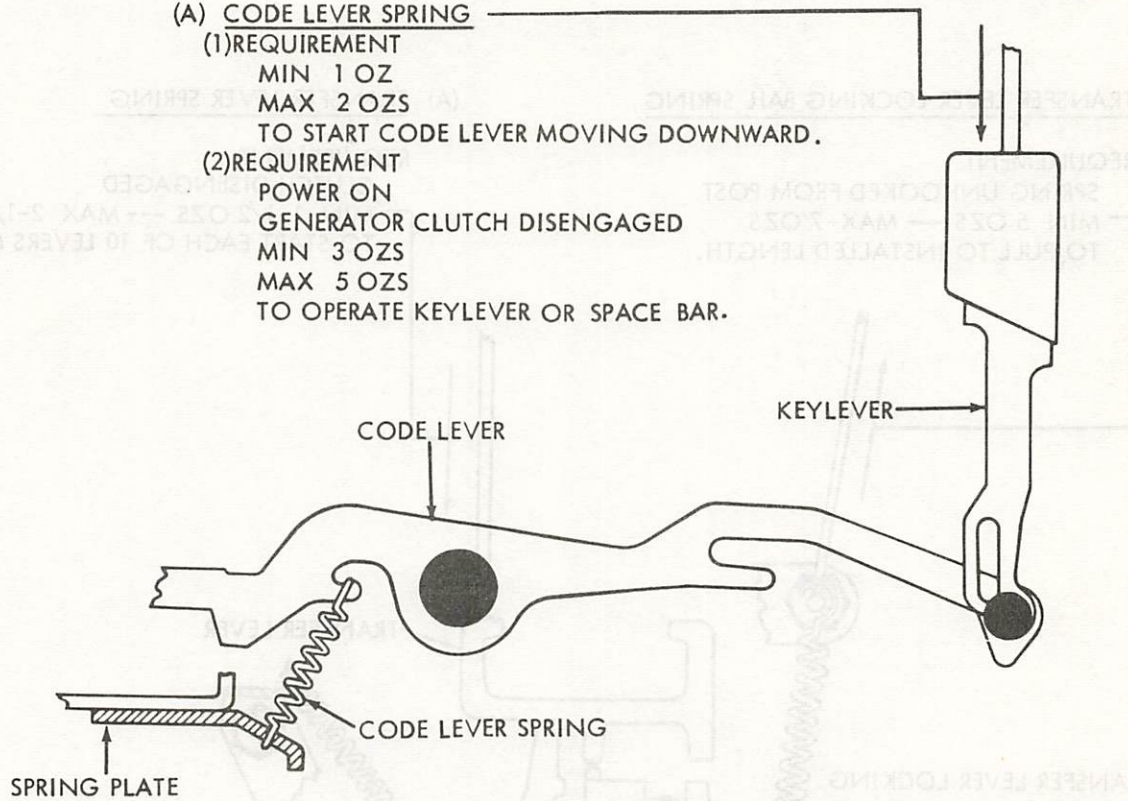 (A) CODE LEVER SPRING
(1)REQUIREMENT
MIN 1 OZ
MAX 2 OZS
TO START CODE LEVER MOVING DOWNWARD.
(2)REQUIREMENT
POWER ON
GENERATOR CLUTCH DISENGAGED
MIN 3 OZS
MAX 5 OZS
TO OPERATE KEYLEVER OR SPACE BAR.
KEYLEVER
CODE LEVER
CODE LEVER SPRING
SPRING PLATE